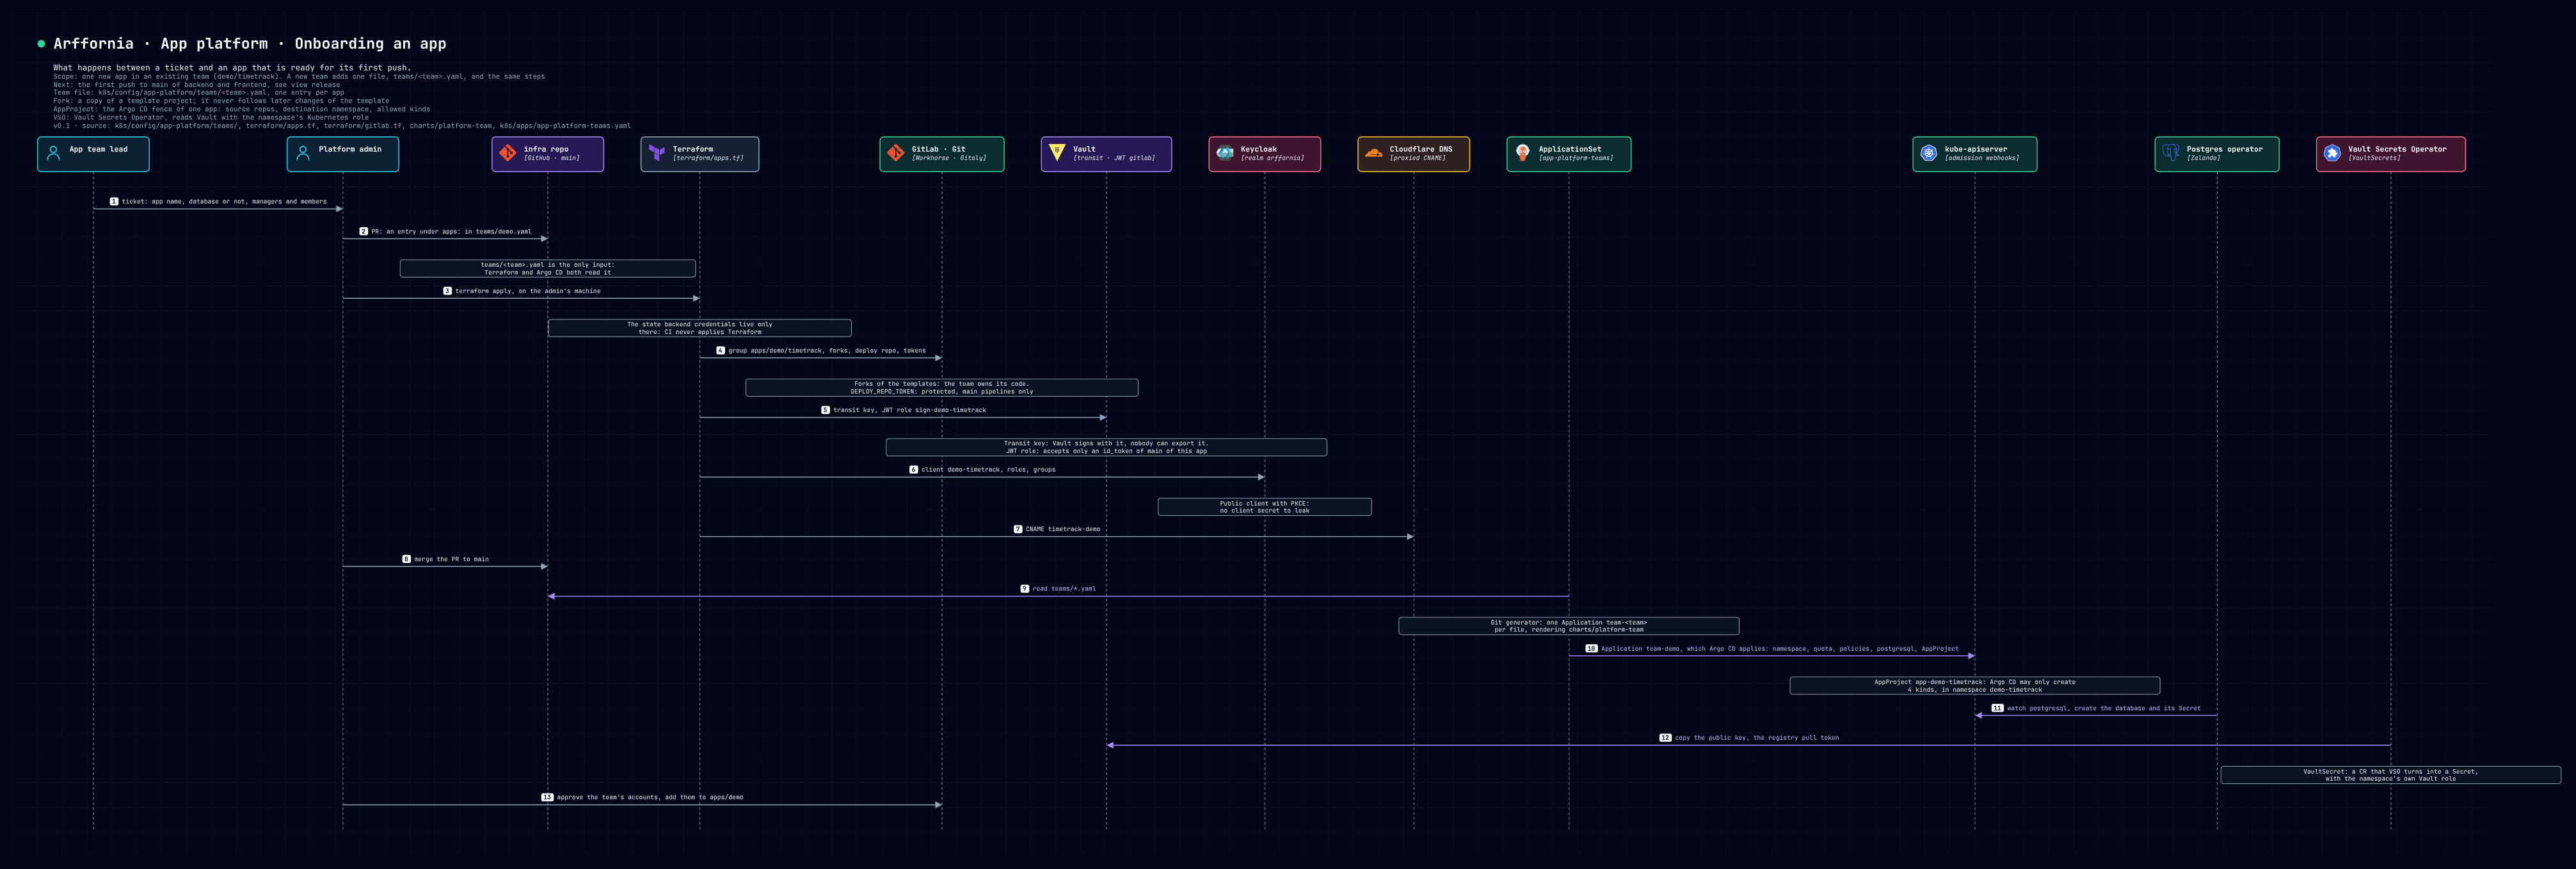 Arffornia · App platform · Onboarding an app
What happens between a ticket and an app that is ready for its first push.
Scope: one new app in an existing team (demo/timetrack). A new team adds one file, teams/<team>.yaml, and the same steps
Next: the first push to main of backend and frontend, see view release
Team file: k8s/config/app-platform/teams/<team>.yaml, one entry per app
Fork: a copy of a template project; it never follows later changes of the template
AppProject: the Argo CD fence of one app: source repos, destination namespace, allowed kinds
VSO: Vault Secrets Operator, reads Vault with the namespace's Kubernetes role
v0.1 · source: k8s/config/app-platform/teams/, terraform/apps.tf, terraform/gitlab.tf, charts/platform-team, k8s/apps/app-platform-teams.yaml
App team lead
Platform admin
infra repo
[GitHub · main]
Terraform
[terraform/apps.tf]
GitLab · Git
[Workhorse · Gitaly]
Vault
[transit · JWT gitlab]
Keycloak
[realm arffornia]
Cloudflare DNS
[proxied CNAME]
ApplicationSet
[app-platform-teams]
kube-apiserver
[admission webhooks]
Postgres operator
[Zalando]
Vault Secrets Operator
[VaultSecrets]
1 ticket: app name, database or not, managers and members
2 PR: an entry under apps: in teams/demo.yaml
teams/<team>.yaml is the only input:
Terraform and Argo CD both read it
3 terraform apply, on the admin's machine
The state backend credentials live only
there: CI never applies Terraform
4 group apps/demo/timetrack, forks, deploy repo, tokens
Forks of the templates: the team owns its code.
DEPLOY_REPO_TOKEN: protected, main pipelines only
5 transit key, JWT role sign-demo-timetrack
Transit key: Vault signs with it, nobody can export it.
JWT role: accepts only an id_token of main of this app
6 client demo-timetrack, roles, groups
Public client with PKCE:
no client secret to leak
7 CNAME timetrack-demo
8 merge the PR to main
9 read teams/*.yaml
Git generator: one Application team-<team>
per file, rendering charts/platform-team
10 Application team-demo, which Argo CD applies: namespace, quota, policies, postgresql, AppProject
AppProject app-demo-timetrack: Argo CD may only create
4 kinds, in namespace demo-timetrack
11 watch postgresql, create the database and its Secret
12 copy the public key, the registry pull token
VaultSecret: a CR that VSO turns into a Secret,
with the namespace's own Vault role
13 approve the team's accounts, add them to apps/demo